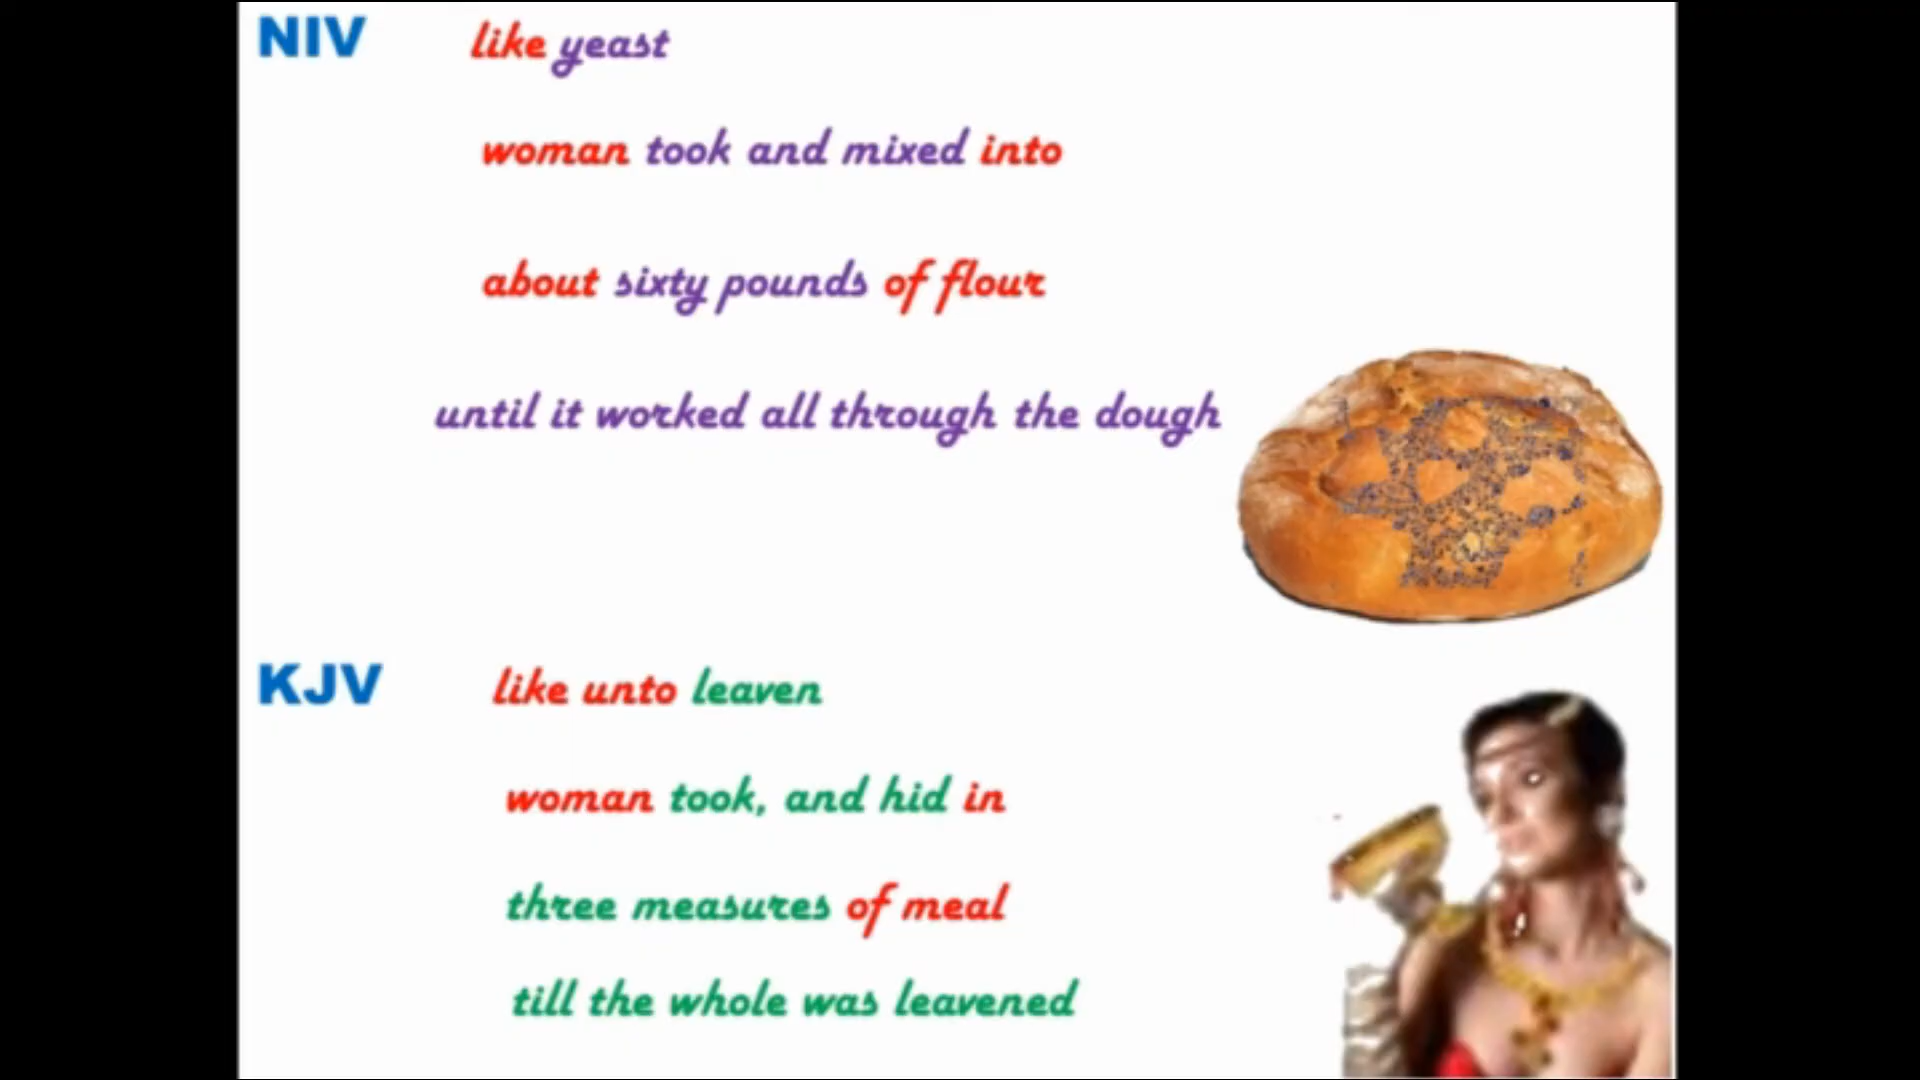 NIV like yeast
woman took and mixed into
about sixty pounds of flour
until it worked all through the dough
KJV like unto leaven
woman took, and hid in
three measures of meal
till the whole was leavened